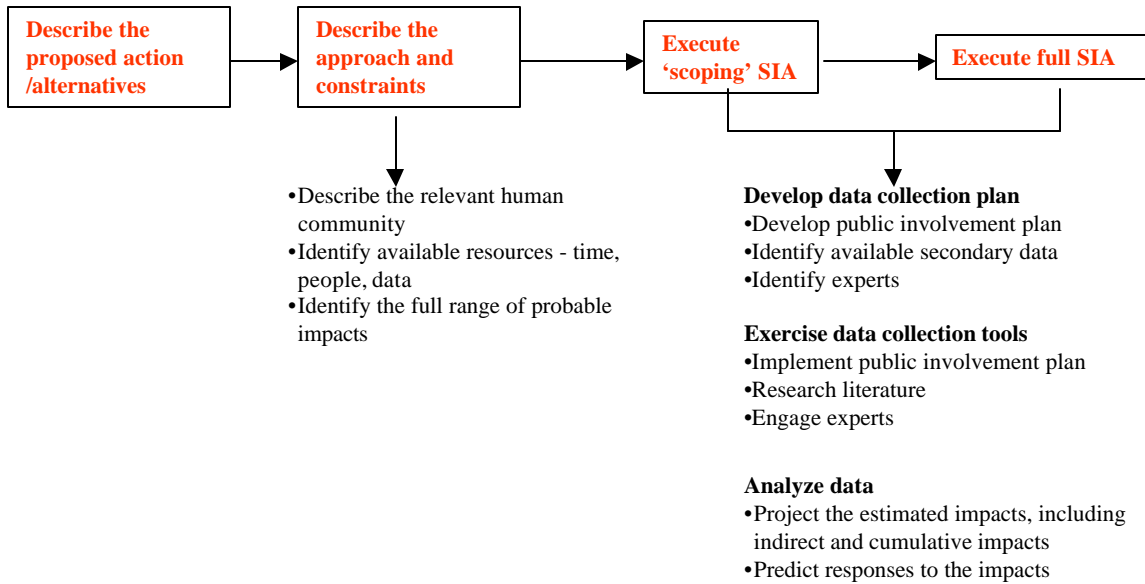 Describe the
proposed action
/alternatives
Describe the
approach and
constraints
Execute
‘scoping’ SIA
Execute full SIA
•Describe the relevant human
community
•Identify available resources - time,
people, data
•Identify the full range of probable
impacts
Develop data collection plan
•Develop public involvement plan
•Identify available secondary data
•Identify experts
Exercise data collection tools
•Implement public involvement plan
•Research literature
•Engage experts
Analyze data
•Project the estimated impacts, including
indirect and cumulative impacts
•Predict responses to the impacts